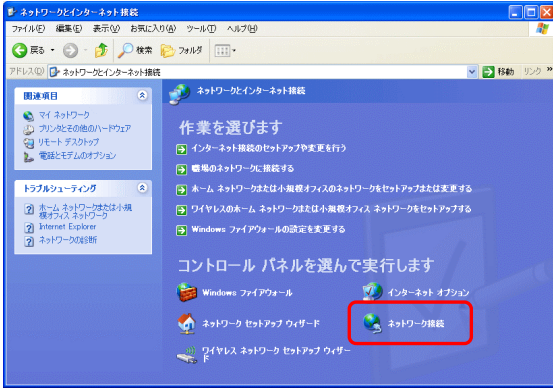 ネットワークとインターネット接続
ファイル(F) 編集(E) 表示(V) お気に入り(A) ツール(T) ヘルプ(H)
戻る 検索 フォルダ
アドレス(D) ネットワークとインターネット接続 移動 リンク »
関連項目
マイ ネットワーク
プリンタとその他のハードウェア
リモート デスクトップ
電話とモデムのオプション
トラブルシューティング
ホーム ネットワークまたは小規
模オフィス ネットワーク
Internet Explorer
ネットワークの診断
ネットワークとインターネット接続
作業を選びます
インターネット接続のセットアップや変更を行う
職場のネットワークに接続する
ホーム ネットワークまたは小規模オフィスのネットワークをセットアップまたは変更する
ワイヤレスのホーム ネットワークまたは小規模オフィス ネットワークをセットアップする
Windows ファイアウォールの設定を変更する
コントロール パネルを選んで実行します
Windows ファイアウォール
インターネット オプション
ネットワーク セットアップ ウィザード
ネットワーク接続
ワイヤレス ネットワーク セットアップ ウィザー
ド